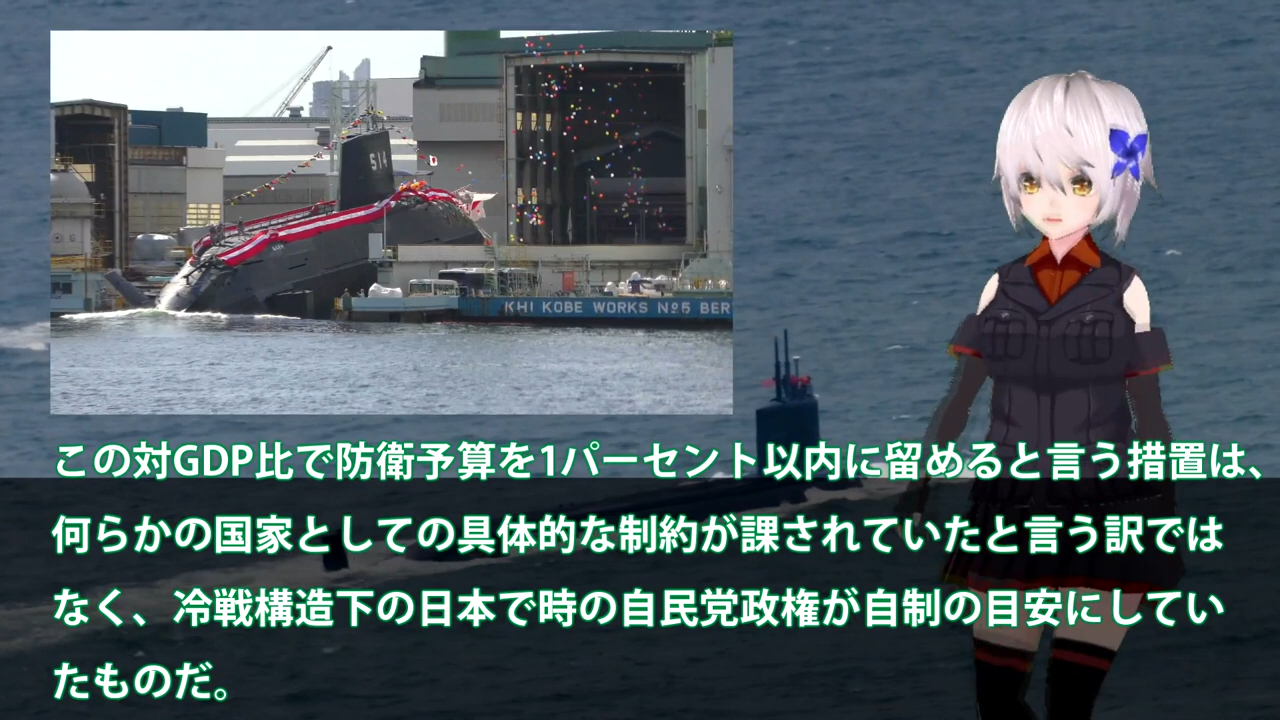 514
KHI KOBE WORKS №5 BER
この対GDP比で防衛予算を1パーセント以内に留めると言う措置は、
何らかの国家としての具体的な制約が課されていたと言う訳では
なく、冷戦構造下の日本で時の自民党政権が自制の目安にしてい
たものだ。